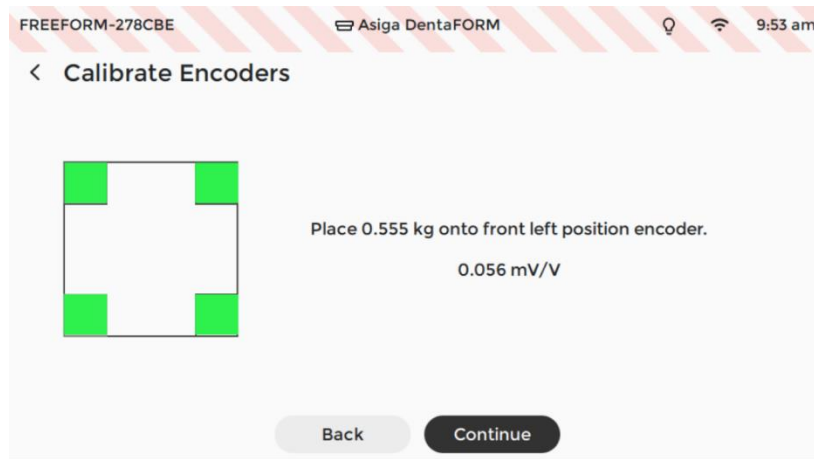 FREEFORM-278CBE Asiga DentaFORM 9:53 am
< Calibrate Encoders
Place 0.555 kg onto front left position encoder.
0.056 mV/V
Back Continue